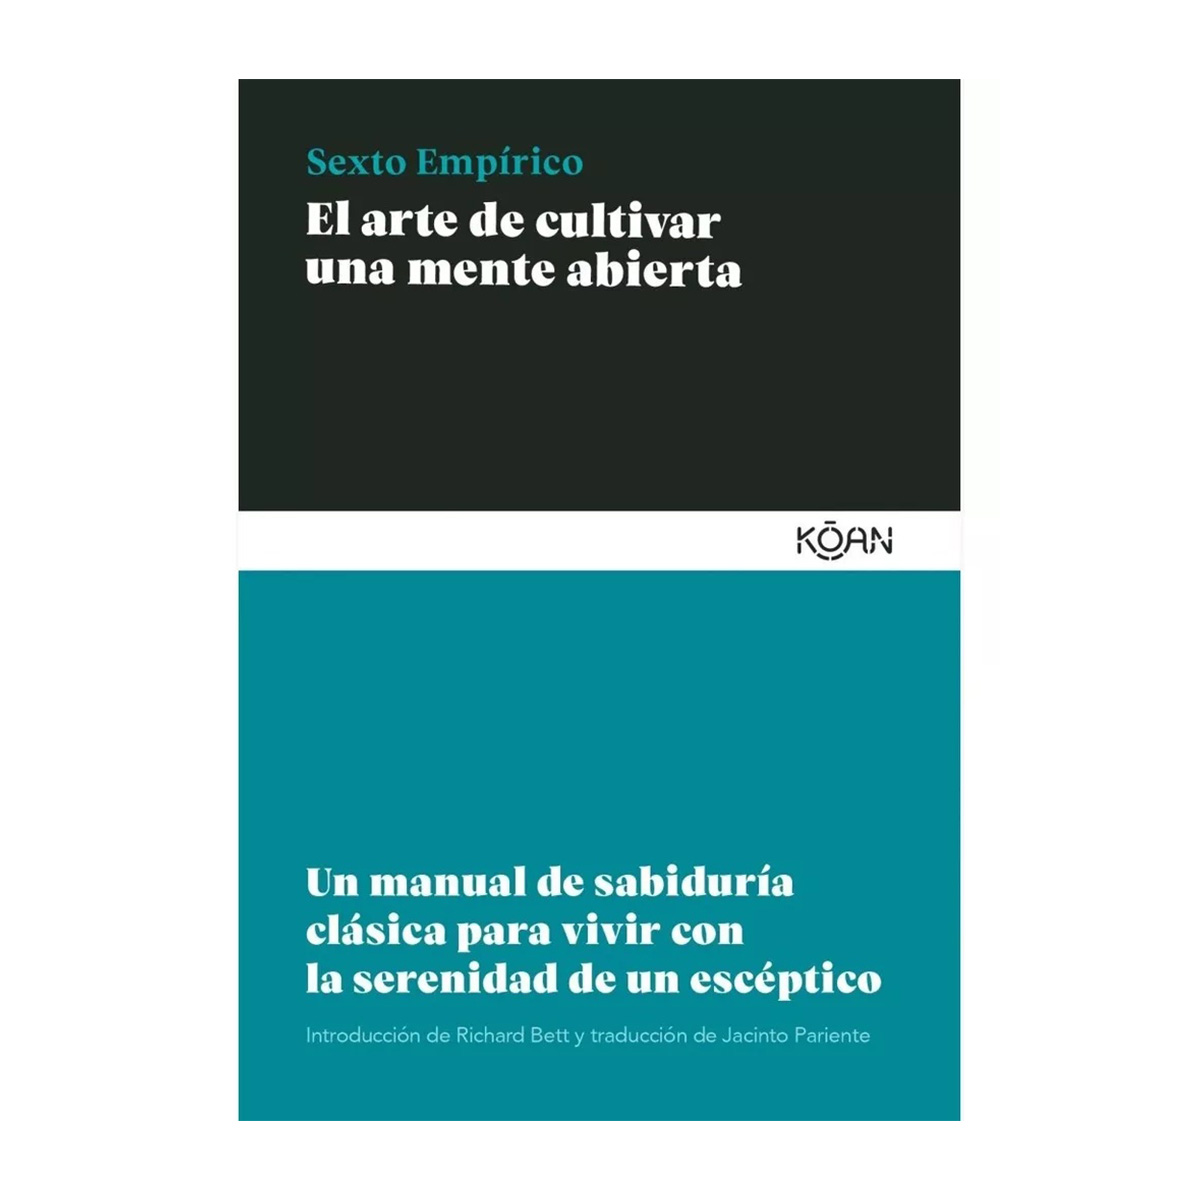 Sexto Empírico
El arte de cultivar
una mente abierta
KŌAN
Un manual de sabiduría
clásica para vivir con
la serenidad de un escéptico
Introducción de Richard Bett y traducción de Jacinto Pariente